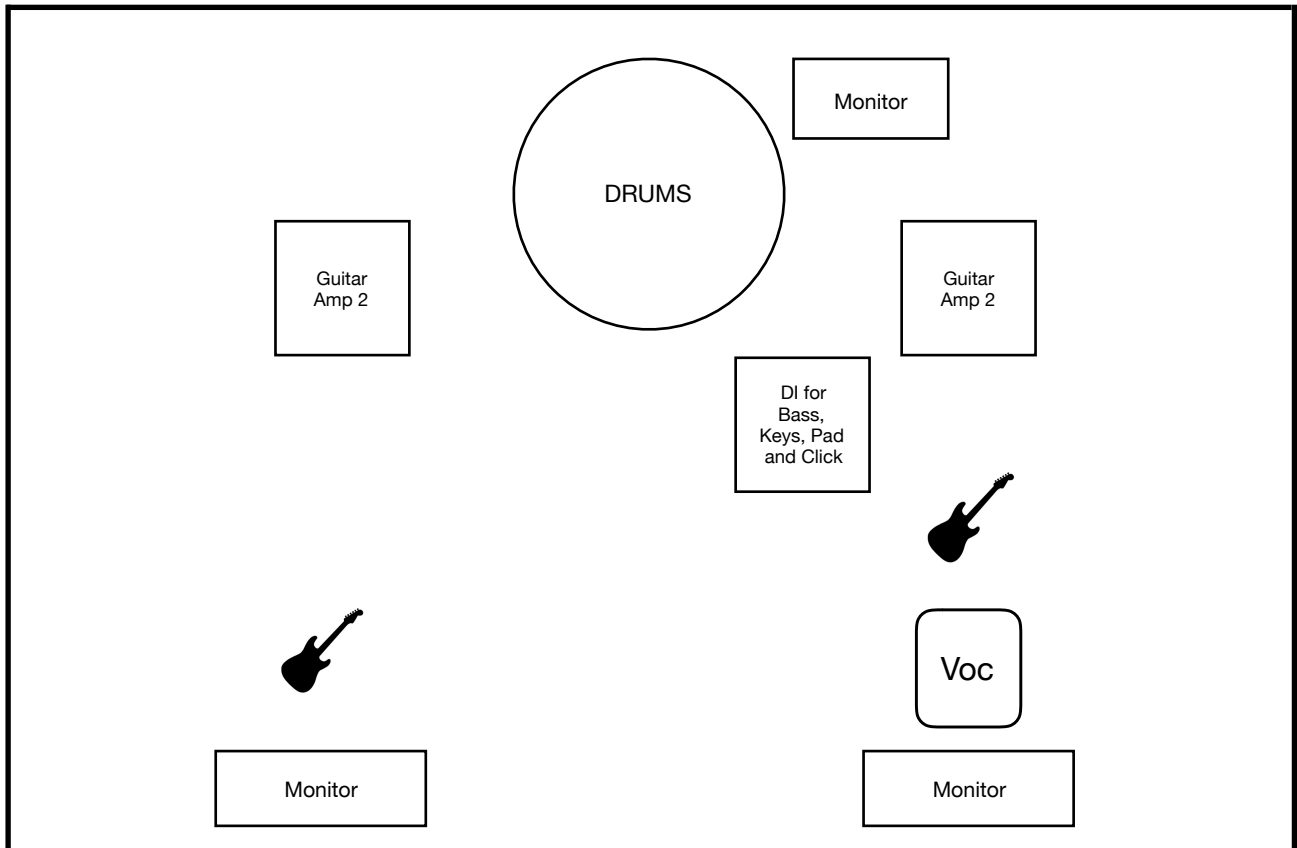 Monitor
DRUMS
Guitar
Amp 2
Guitar
Amp 2
DI for
Bass,
Keys, Pad
and Click
Voc
Monitor
Monitor